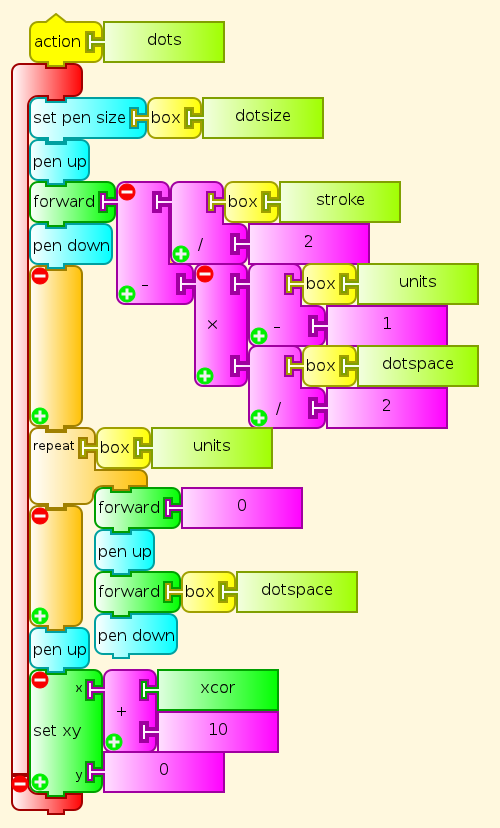 action dots
set pen size box dotsize
pen up
forward box stroke
pen down / 2
–
box units
×
– 1
box dotspace
/ 2
repeat box units
forward 0
pen up
forward box dotspace
pen down
pen up
x xcor
+
set xy 10
y 0